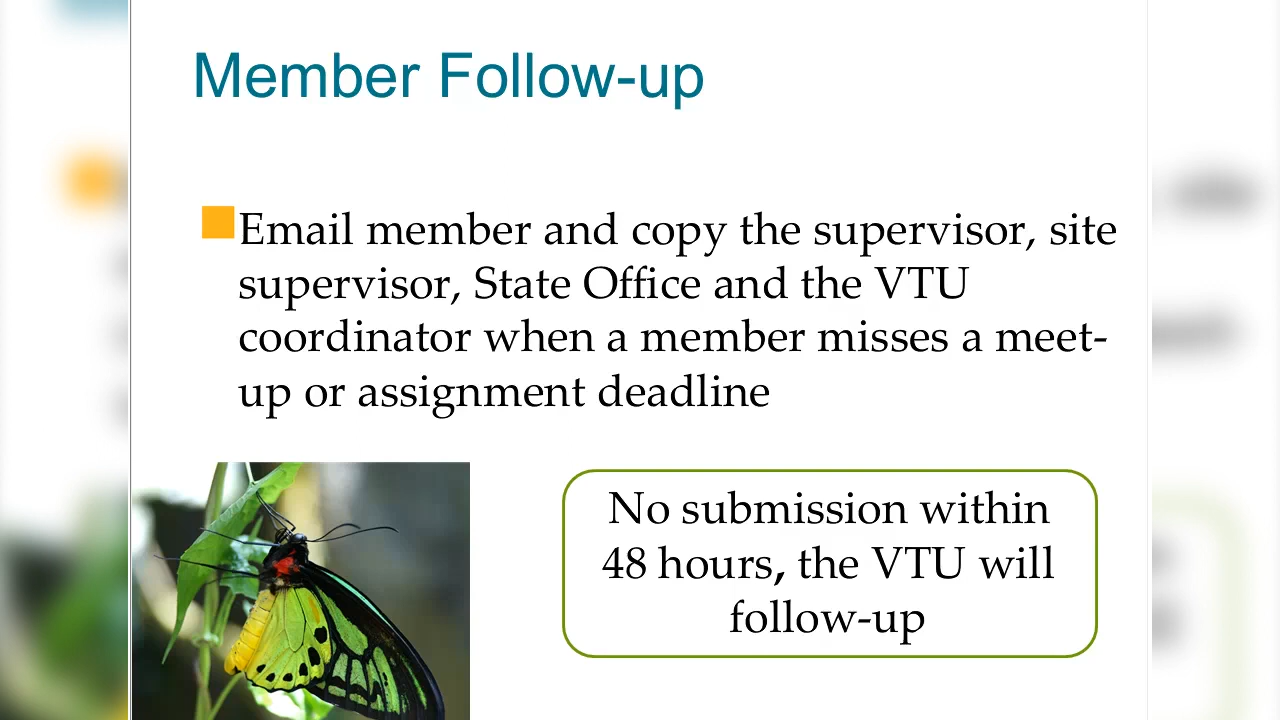 Member Follow-up
Email member and copy the supervisor, site
supervisor, State Office and the VTU
coordinator when a member misses a meet-
up or assignment deadline
No submission within
48 hours, the VTU will
follow-up